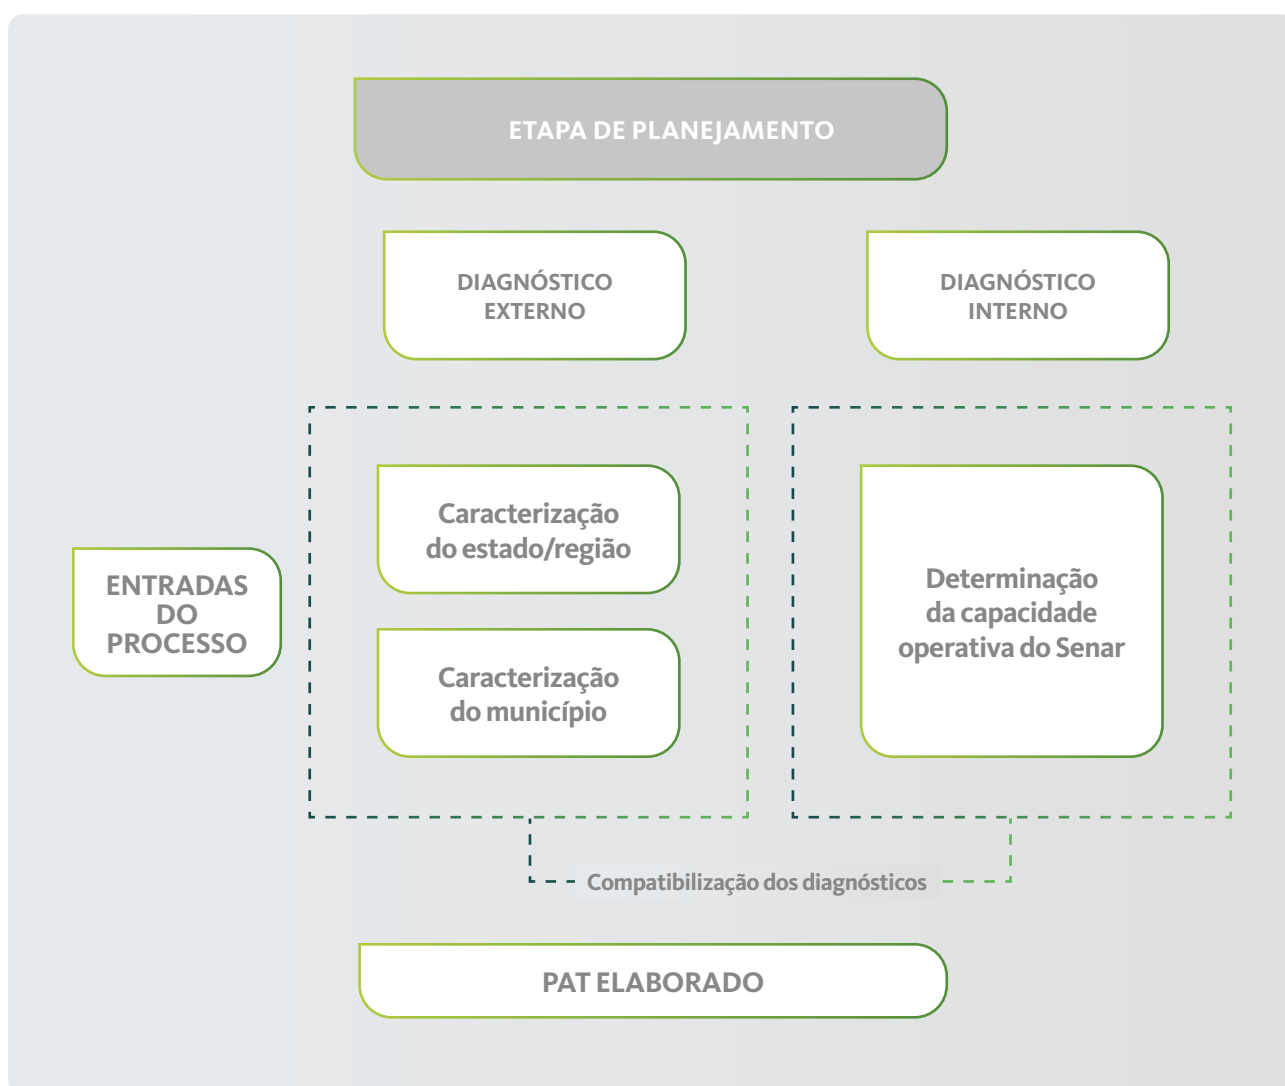 ETAPA DE PLANEJAMENTO
DIAGNÓSTICO
EXTERNO
DIAGNÓSTICO
INTERNO
ENTRADAS
DO
PROCESSO
Caracterização
do estado/região
Caracterização
do município
Determinação
da capacidade
operativa do Senar
Compatibilização dos diagnósticos
PAT ELABORADO